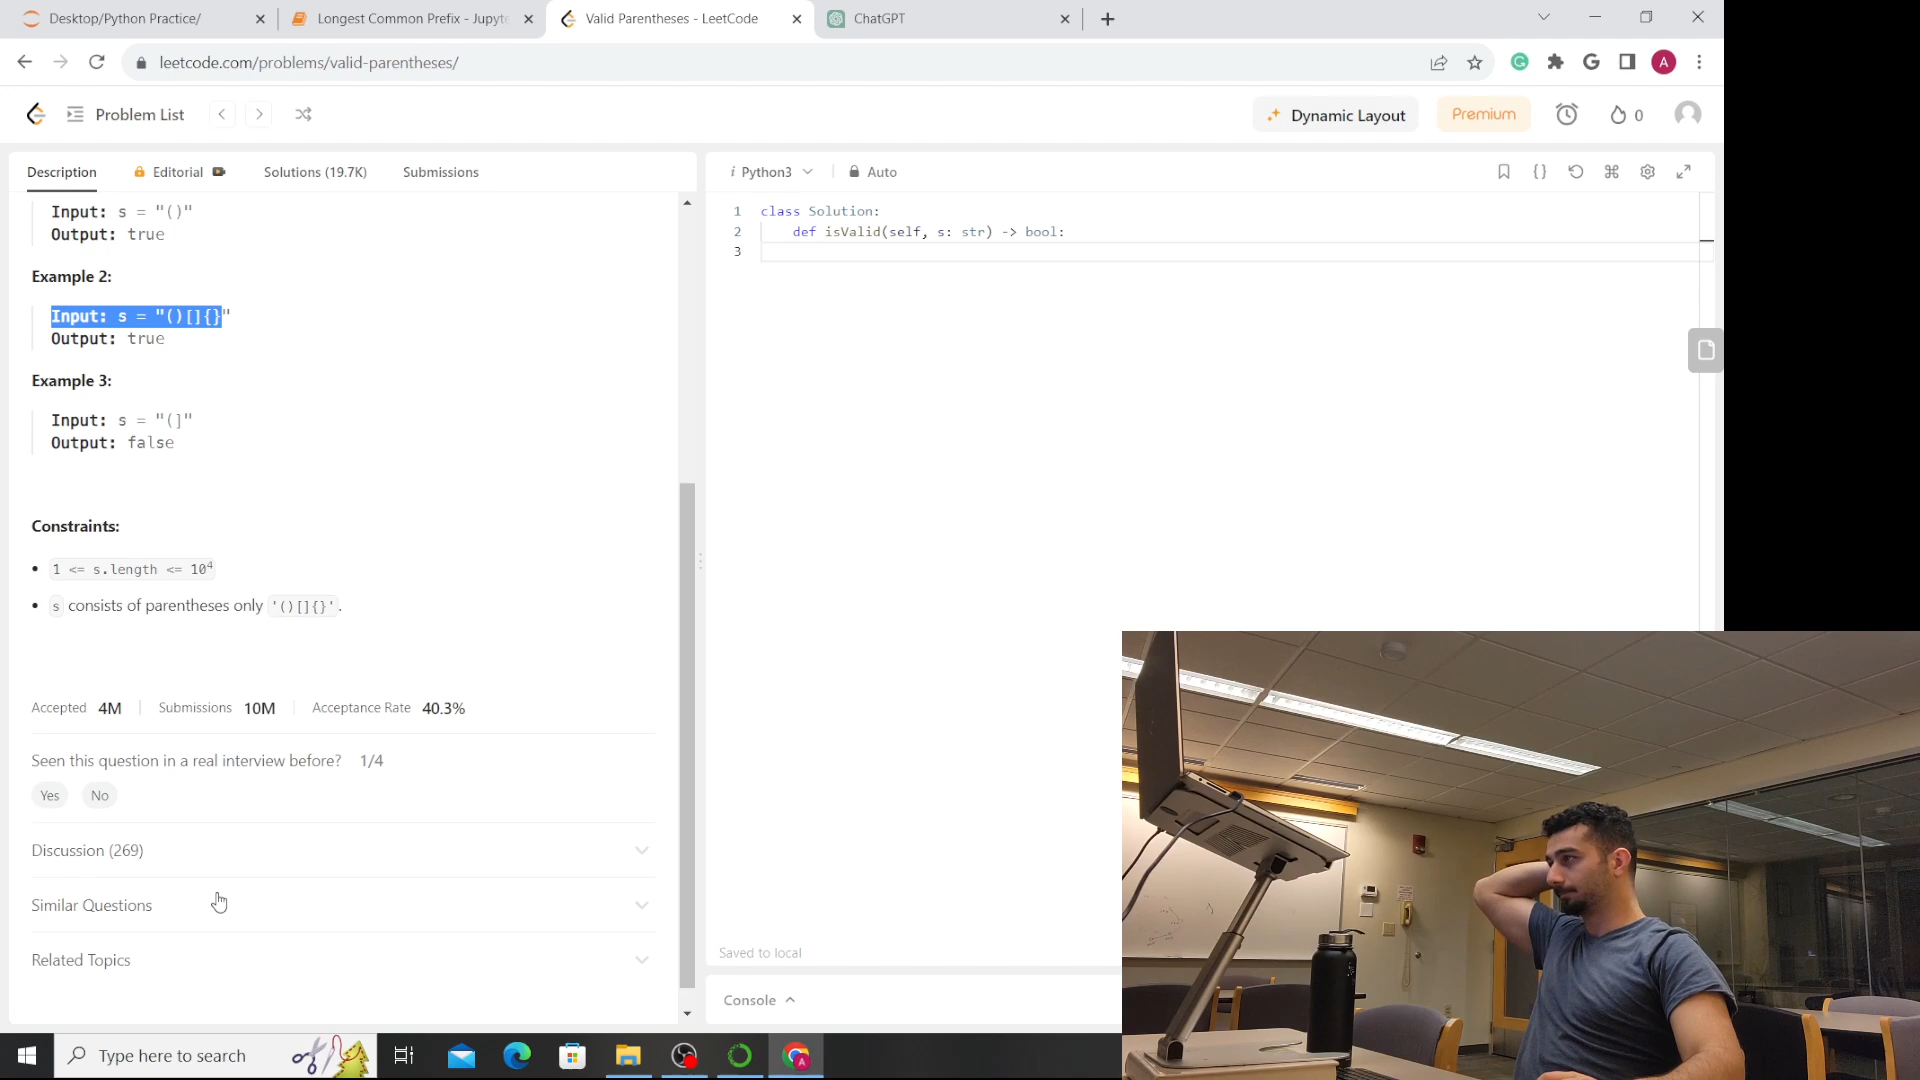 Desktop/Python Practice/
Longest Common Prefix - Jupyte
Valid Parentheses - LeetCode
ChatGPT
leetcode.com/problems/valid-parentheses/
A
Problem List
Dynamic Layout
Premium
0
Description
Editorial
Solutions (19.7K)
Submissions
Python3
Auto
Input: s = "()"
Output: true
Example 2:
Input: s = "()[]{}"
Output: true
Example 3:
Input: s = "(]"
Output: false
Constraints:
1 <= s.length <= 10⁴
s consists of parentheses only '()[]{}'.
Accepted 4M Submissions 10M Acceptance Rate 40.3%
Seen this question in a real interview before? 1/4
Yes No
Discussion (269)
Similar Questions
Related Topics
1 class Solution:
2 def isValid(self, s: str) -> bool:
3
Saved to local
Console
Type here to search